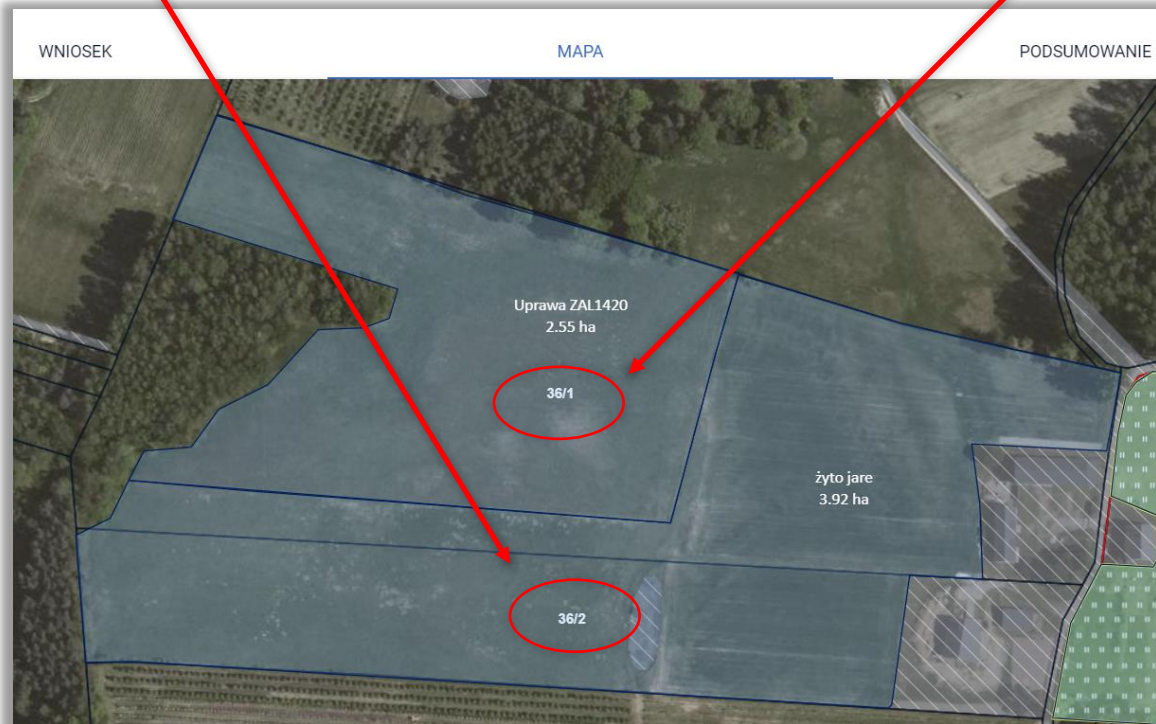 WNIOSEK
MAPA
PODSUMOWANIE
Uprawa ZAL1420
2.55 ha
36/1
żyto jare
3.92 ha
36/2